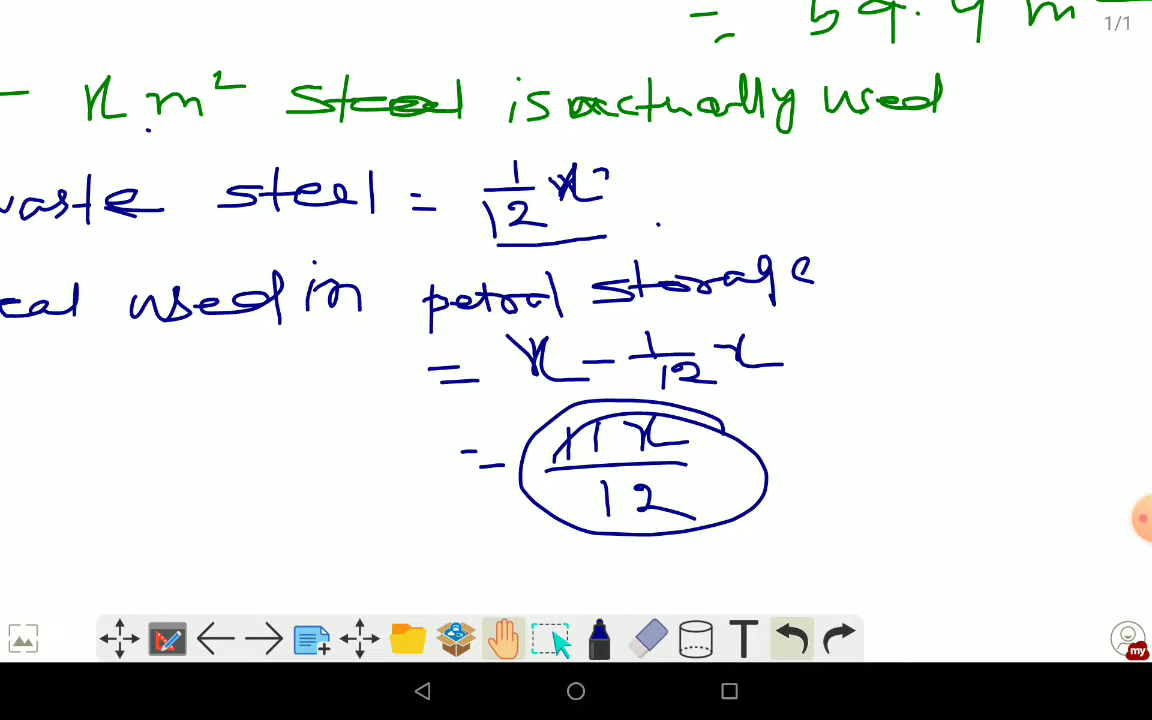 = 59.4 m
1/1
x m² steel is actually used
waste steel = 1/12 x
used in petrol storage
= x - 1/12 x
= 11x/12
T
my